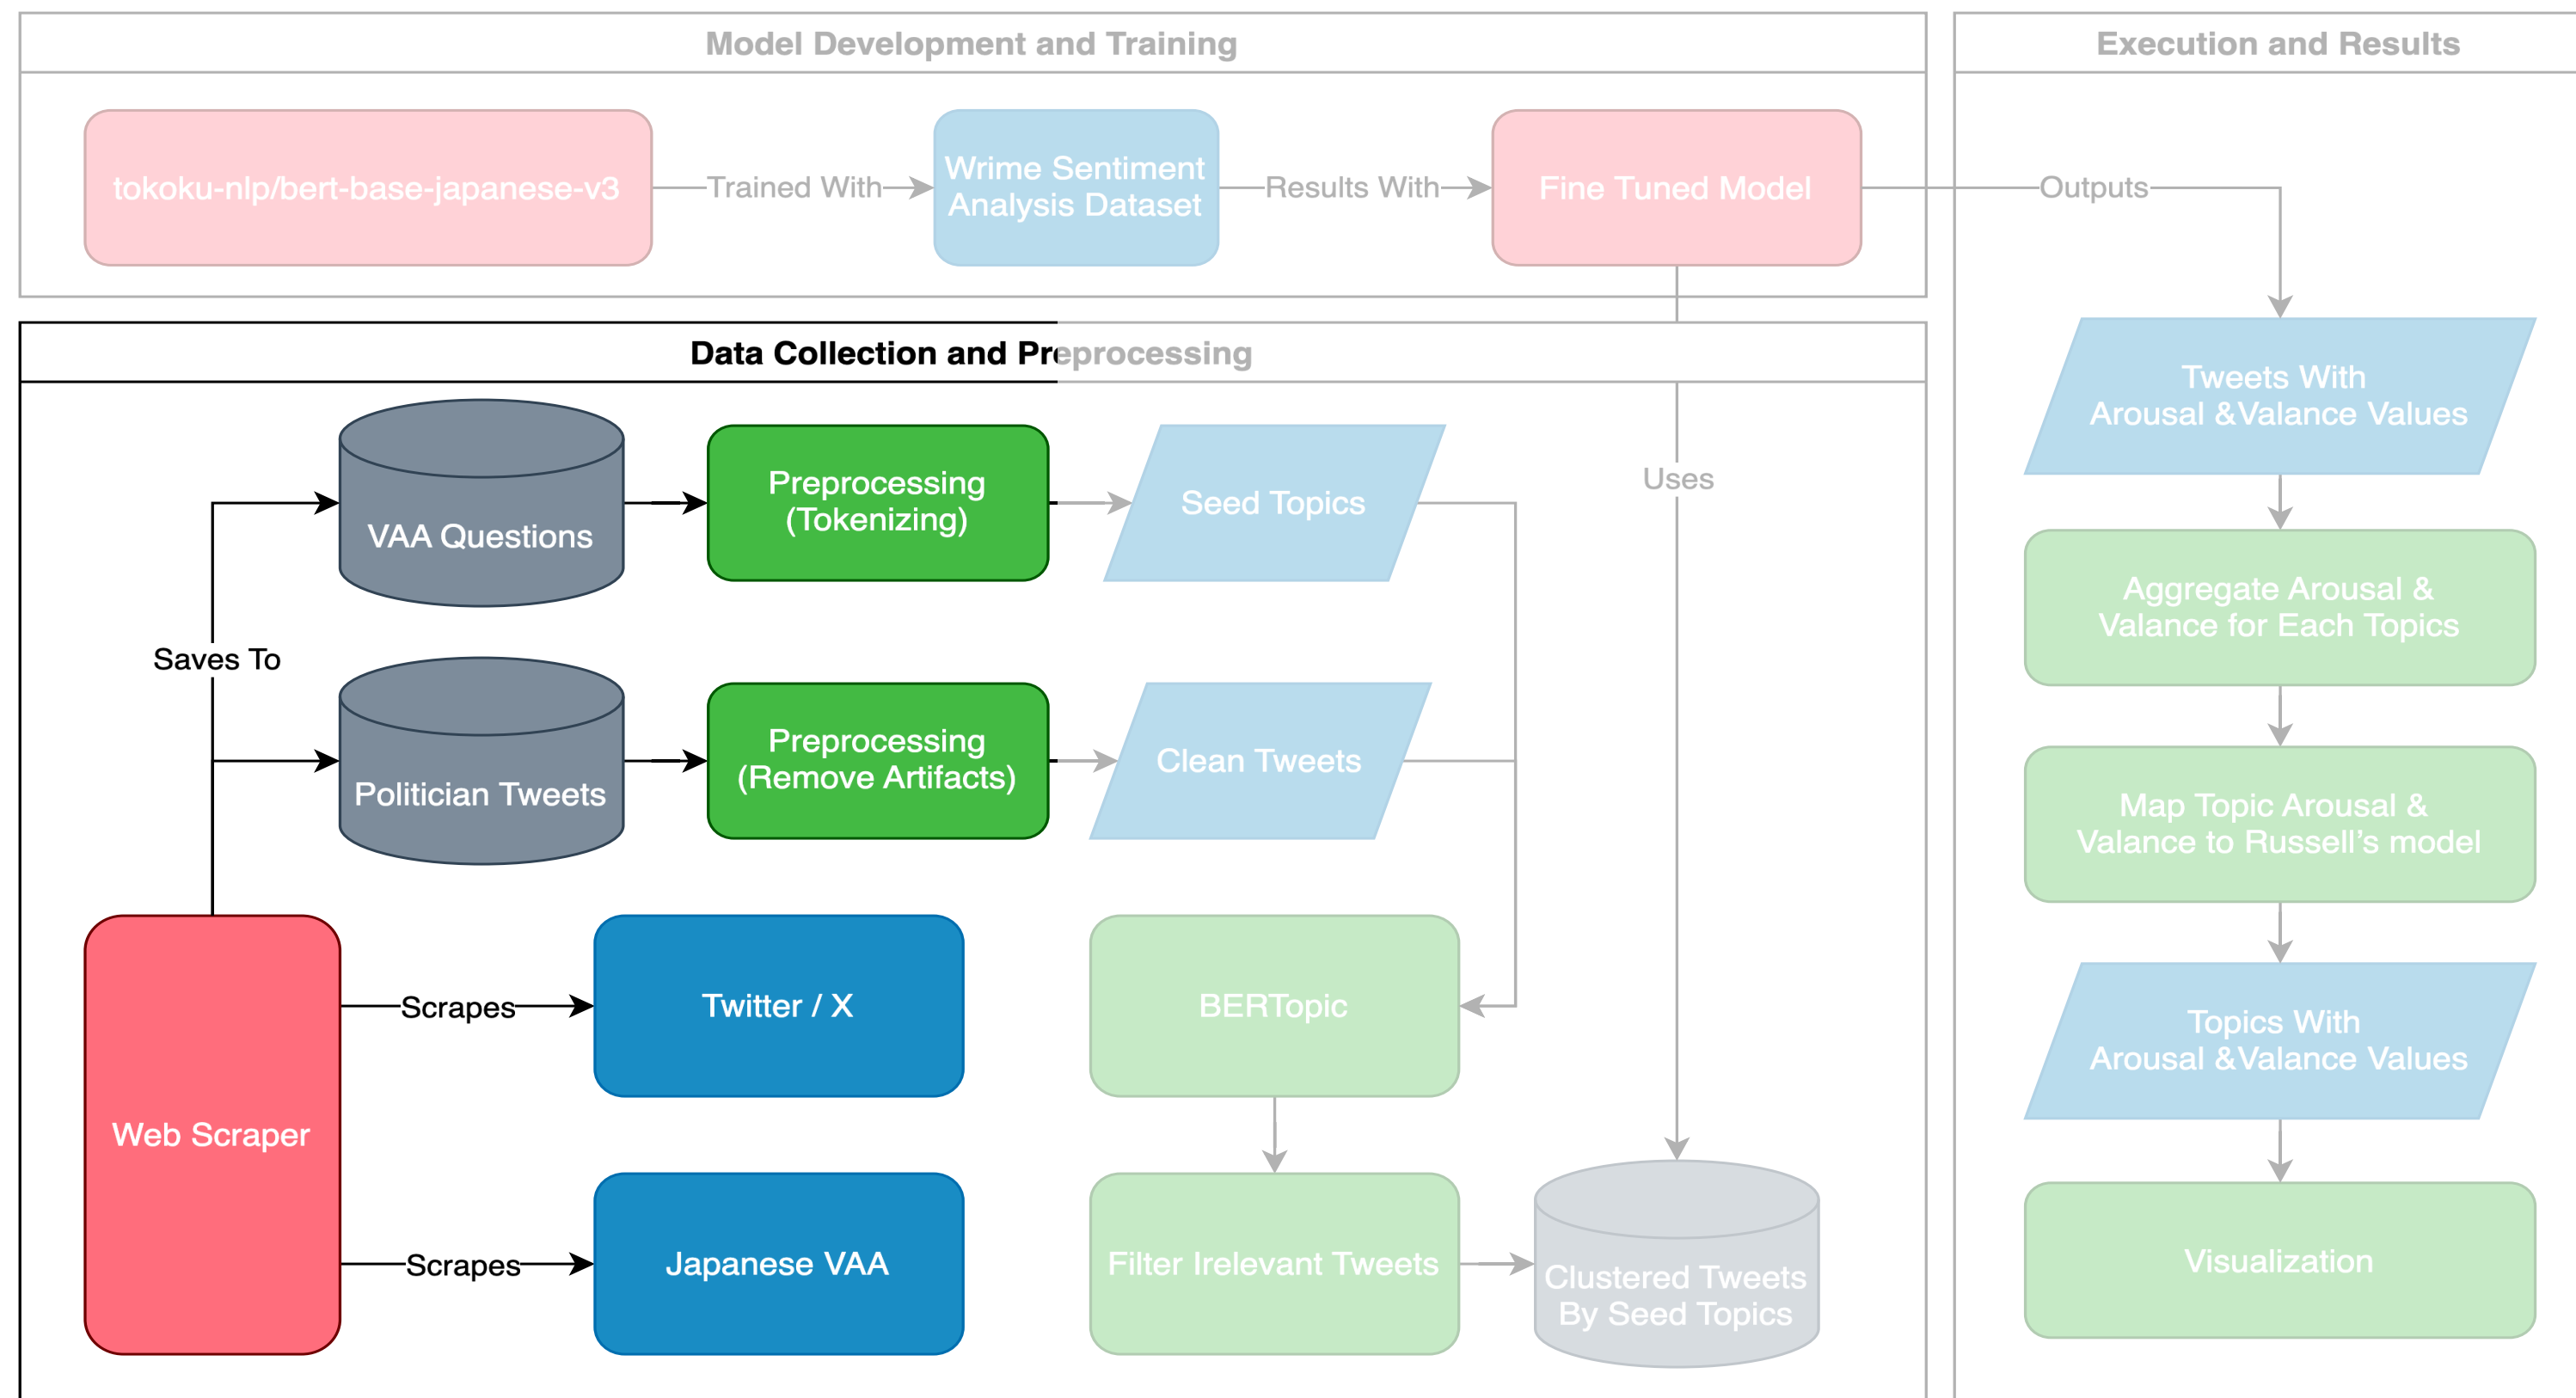 Model Development and Training
tokoku-nlp/bert-base-japanese-v3
Trained With
Wrime Sentiment
Analysis Dataset
Results With
Fine Tuned Model
Execution and Results
Outputs
Tweets With
Arousal &Valance Values
Aggregate Arousal &
Valance for Each Topics
Map Topic Arousal &
Valance to Russell's model
Topics With
Arousal &Valance Values
Visualization
Data Collection and Preprocessing
VAA Questions
Preprocessing
(Tokenizing)
Seed Topics
Uses
Saves To
Politician Tweets
Preprocessing
(Remove Artifacts)
Clean Tweets
Web Scraper
Scrapes
Twitter / X
BERTopic
Scrapes
Japanese VAA
Filter Irelevant Tweets
Clustered Tweets
By Seed Topics